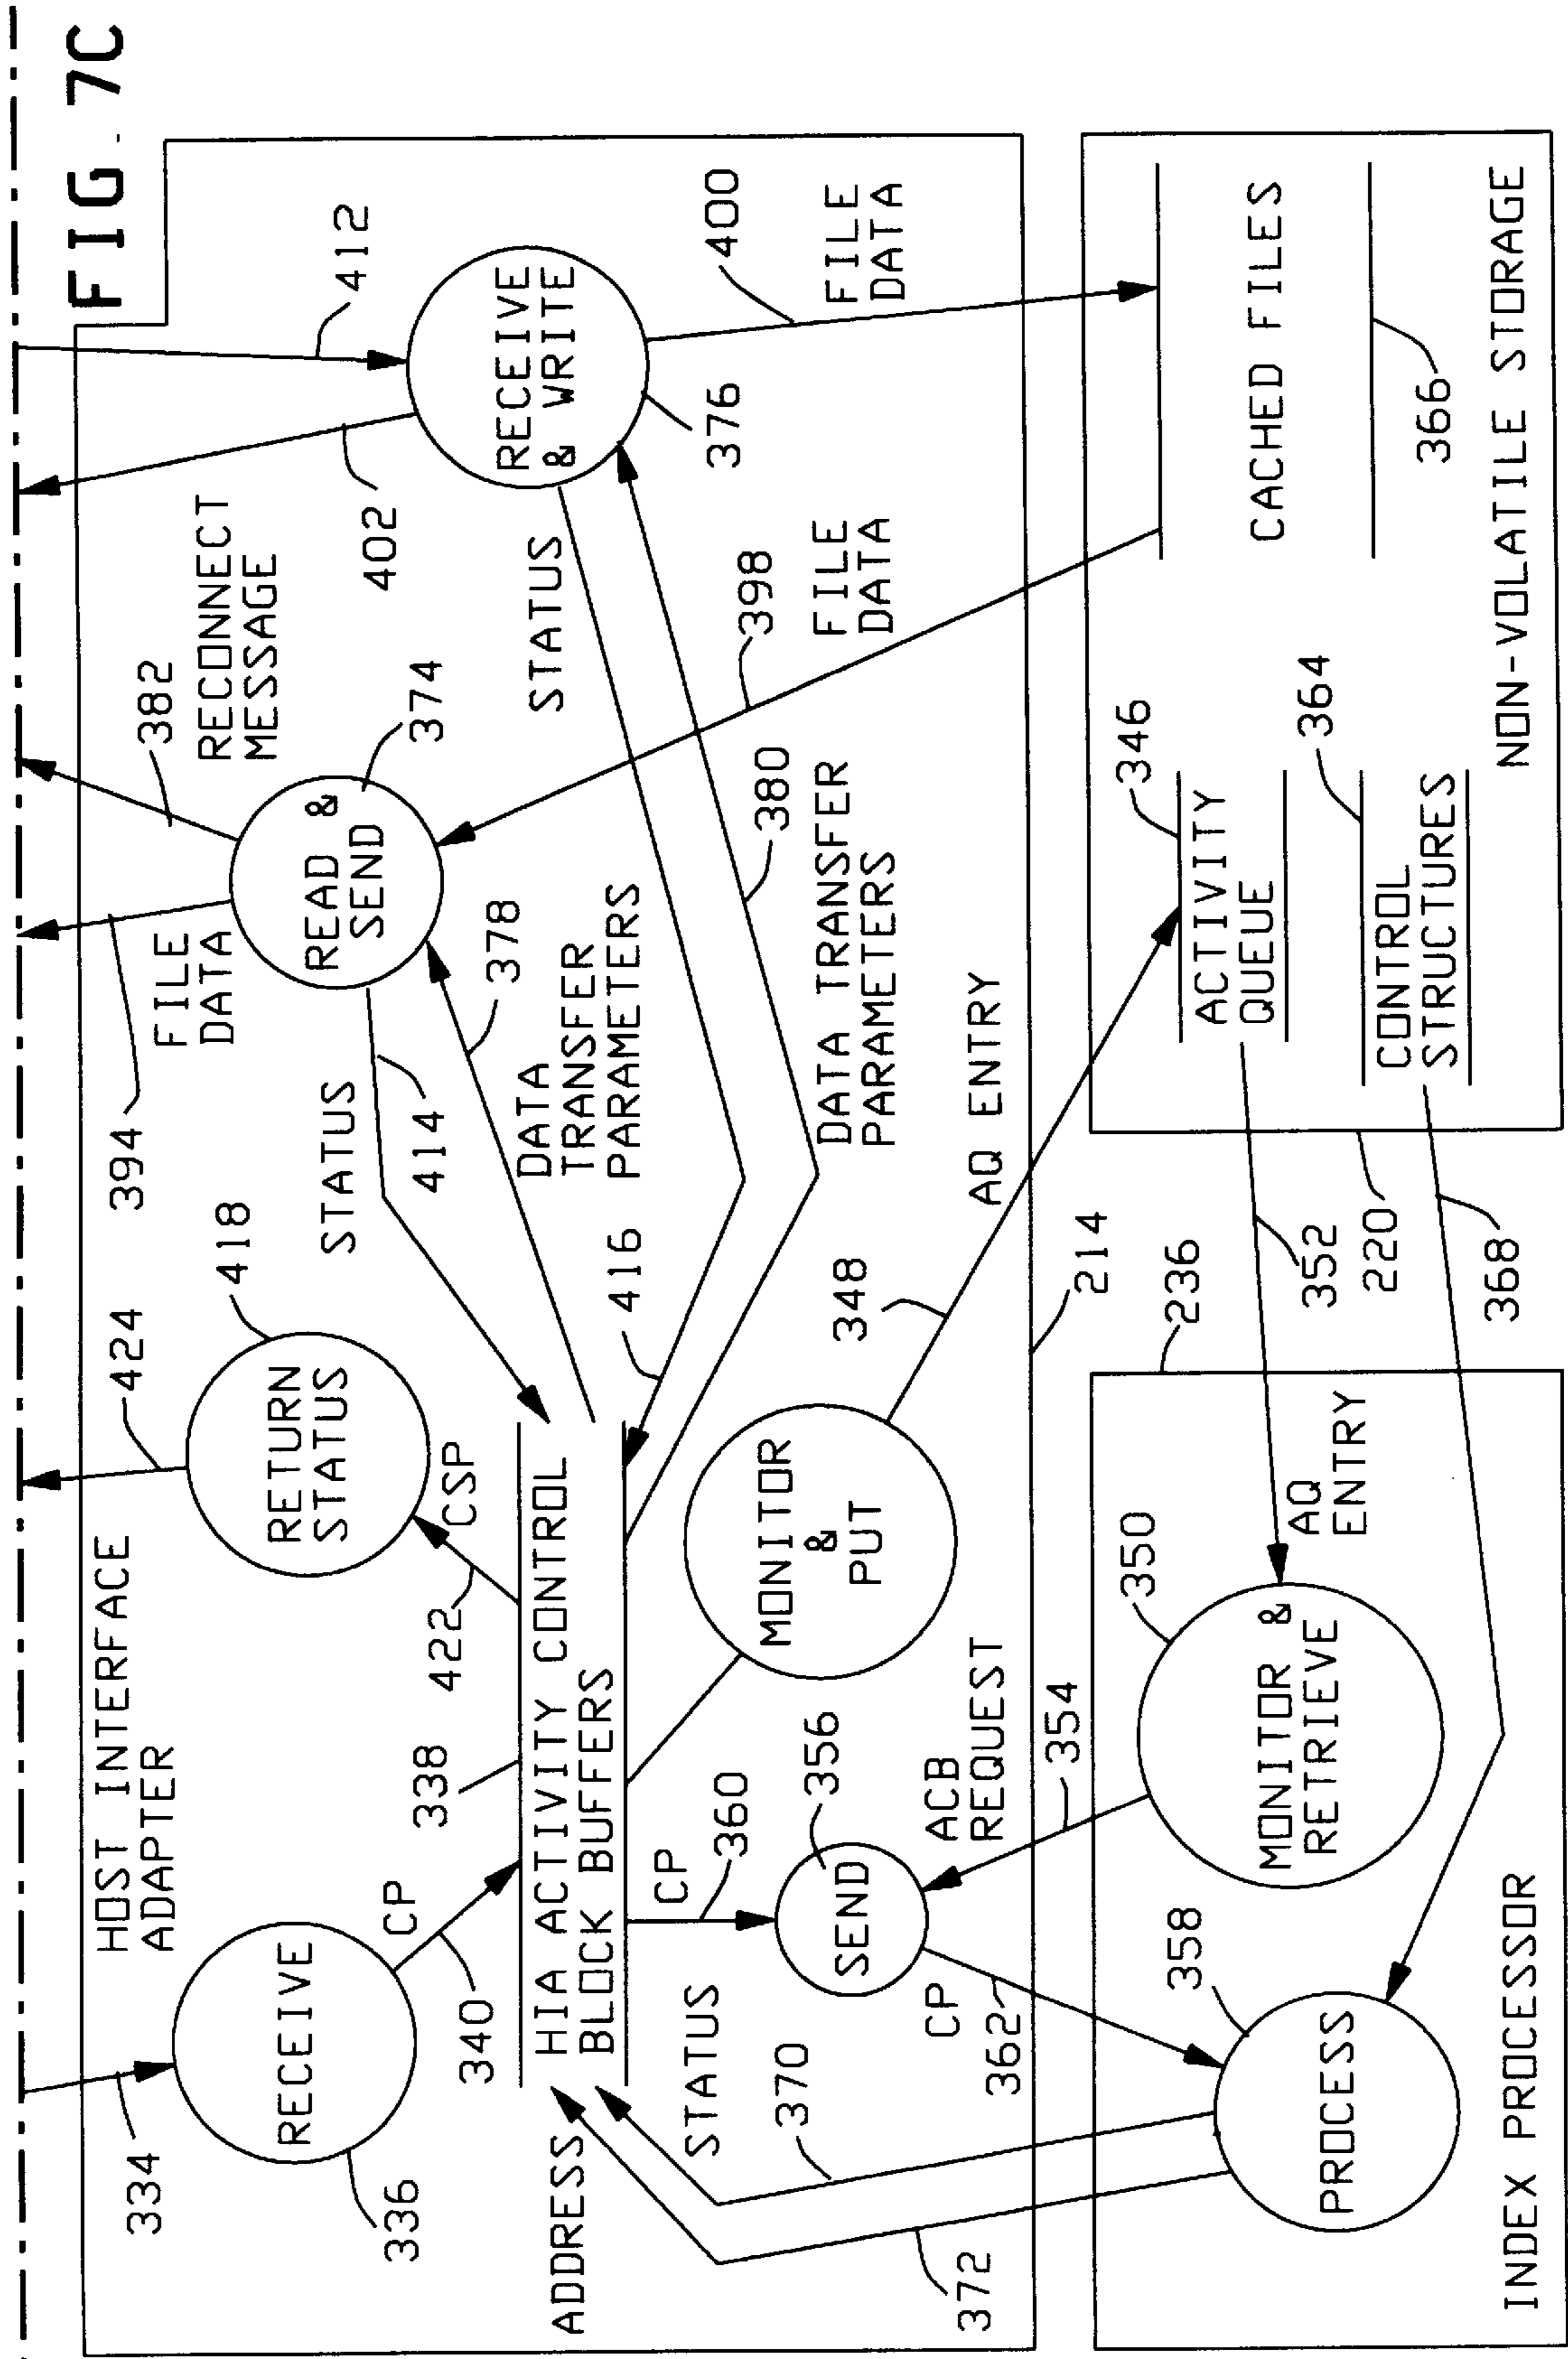 FIG. 7C
HOST INTERFACE
ADAPTER
334
RECEIVE
336
CP
340
338
HIA ACTIVITY CONTROL
BLOCK BUFFERS
424
RETURN
STATUS
418
CSP
422
394
FILE
DATA
READ &
SEND
374
382
RECONNECT
MESSAGE
STATUS
414
378
DATA
TRANSFER
PARAMETERS
402
412
RECEIVE
& WRITE
376
STATUS
416
380
DATA TRANSFER
PARAMETERS
398
FILE
DATA
400
FILE
DATA
ADDRESS
372
STATUS
370
CP
360
SEND
356
CP
362
ACB
REQUEST
354
MONITOR
&
PUT
348
AQ ENTRY
214
236
PROCESS
358
MONITOR &
RETRIEVE
350
AQ
ENTRY
INDEX PROCESSOR
352
220
368
ACTIVITY
QUEUE
346
CONTROL
STRUCTURES
364
CACHED FILES
366
NON-VOLATILE STORAGE